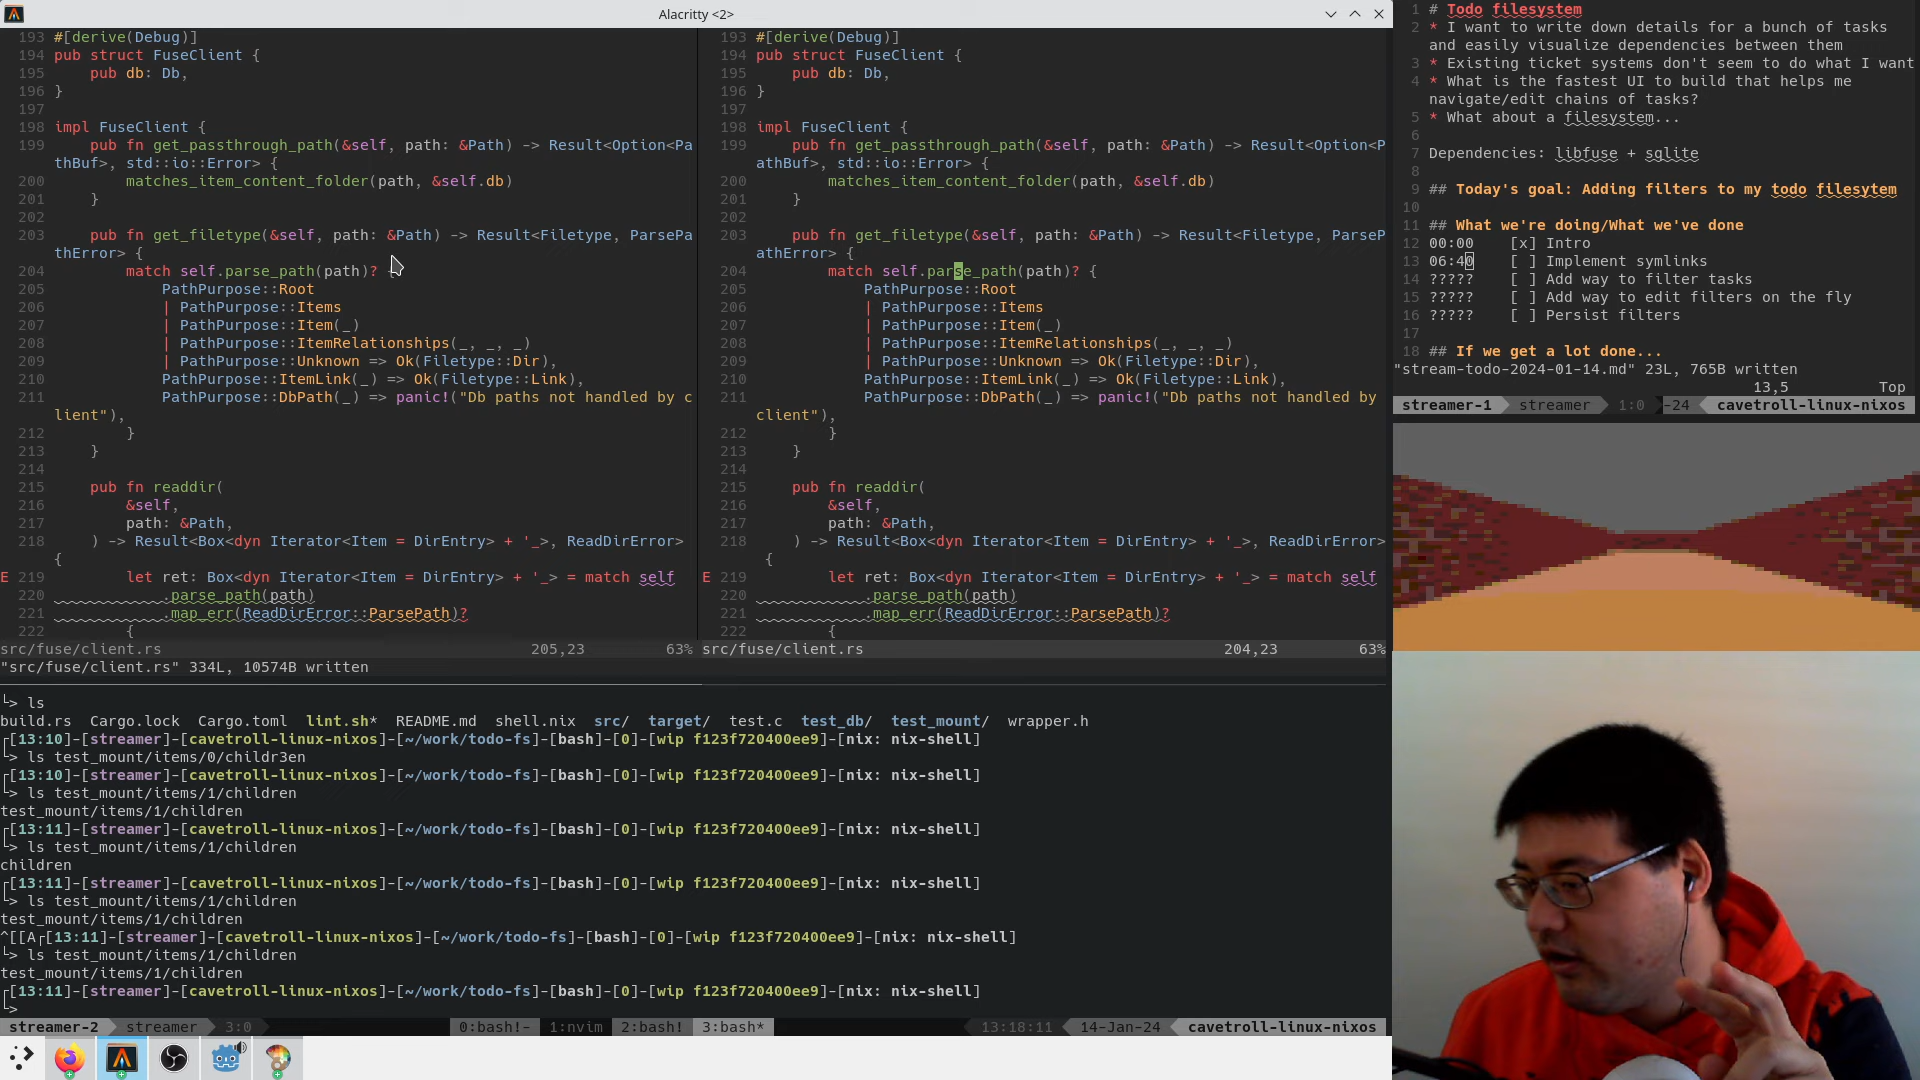 Alacritty <2>
193 #[derive(Debug)]
194 pub struct FuseClient {
195     pub db: Db,
196 }
197
198 impl FuseClient {
199     pub fn get_passthrough_path(&self, path: &Path) -> Result<Option<Pa
thBuf>, std::io::Error> {
200         matches_item_content_folder(path, &self.db)
201     }
202
203     pub fn get_filetype(&self, path: &Path) -> Result<Filetype, ParsePa
thError> {
204         match self.parse_path(path)? {
205             PathPurpose::Root
206             | PathPurpose::Items
207             | PathPurpose::Item(_)
208             | PathPurpose::ItemRelationships(_, _, _)
209             | PathPurpose::Unknown => Ok(Filetype::Dir),
210             PathPurpose::ItemLink(_) => Ok(Filetype::Link),
211             PathPurpose::DbPath(_) => panic!("Db paths not handled by c
lient"),
212         }
213     }
214
215     pub fn readdir(
216         &self,
217         path: &Path,
218     ) -> Result<Box<dyn Iterator<Item = DirEntry> + '_>, ReadDirError>
{
E 219         let ret: Box<dyn Iterator<Item = DirEntry> + '_> = match self
220             .parse_path(path)
221             .map_err(ReadDirError::ParsePath)?
222         {
src/fuse/client.rs 205,23 63%
193 #[derive(Debug)]
194 pub struct FuseClient {
195     pub db: Db,
196 }
197
198 impl FuseClient {
199     pub fn get_passthrough_path(&self, path: &Path) -> Result<Option<P
athBuf>, std::io::Error> {
200         matches_item_content_folder(path, &self.db)
201     }
202
203     pub fn get_filetype(&self, path: &Path) -> Result<Filetype, ParseP
athError> {
204         match self.parse_path(path)? {
205             PathPurpose::Root
206             | PathPurpose::Items
207             | PathPurpose::Item(_)
208             | PathPurpose::ItemRelationships(_, _, _)
209             | PathPurpose::Unknown => Ok(Filetype::Dir),
210             PathPurpose::ItemLink(_) => Ok(Filetype::Link),
211             PathPurpose::DbPath(_) => panic!("Db paths not handled by
client"),
212         }
213     }
214
215     pub fn readdir(
216         &self,
217         path: &Path,
218     ) -> Result<Box<dyn Iterator<Item = DirEntry> + '_>, ReadDirError>
{
E 219         let ret: Box<dyn Iterator<Item = DirEntry> + '_> = match self
220             .parse_path(path)
221             .map_err(ReadDirError::ParsePath)?
222         {
src/fuse/client.rs 204,23 63%
"src/fuse/client.rs" 334L, 10574B written
└> ls
build.rs  Cargo.lock  Cargo.toml  lint.sh*  README.md  shell.nix  src/  target/  test.c  test_db/  test_mount/  wrapper.h
┌[13:10]-[streamer]-[cavetroll-linux-nixos]-[~/work/todo-fs]-[bash]-[0]-[wip f123f720400ee9]-[nix: nix-shell]
└> ls test_mount/items/0/childr3en
┌[13:10]-[streamer]-[cavetroll-linux-nixos]-[~/work/todo-fs]-[bash]-[0]-[wip f123f720400ee9]-[nix: nix-shell]
└> ls test_mount/items/1/children
test_mount/items/1/children
┌[13:11]-[streamer]-[cavetroll-linux-nixos]-[~/work/todo-fs]-[bash]-[0]-[wip f123f720400ee9]-[nix: nix-shell]
└> ls test_mount/items/1/children
children
┌[13:11]-[streamer]-[cavetroll-linux-nixos]-[~/work/todo-fs]-[bash]-[0]-[wip f123f720400ee9]-[nix: nix-shell]
└> ls test_mount/items/1/children
test_mount/items/1/children
^[[A┌[13:11]-[streamer]-[cavetroll-linux-nixos]-[~/work/todo-fs]-[bash]-[0]-[wip f123f720400ee9]-[nix: nix-shell]
└> ls test_mount/items/1/children
test_mount/items/1/children
┌[13:11]-[streamer]-[cavetroll-linux-nixos]-[~/work/todo-fs]-[bash]-[0]-[wip f123f720400ee9]-[nix: nix-shell]
└>
streamer-2 streamer 3:0 0:bash!- 1:nvim 2:bash! 3:bash* 13:18:11 14-Jan-24 cavetroll-linux-nixos
1 # Todo filesystem
2 * I want to write down details for a bunch of tasks
and easily visualize dependencies between them
3 * Existing ticket systems don't seem to do what I want
4 * What is the fastest UI to build that helps me
navigate/edit chains of tasks?
5 * What about a filesystem...
6
7 Dependencies: libfuse + sqlite
8
9 ## Today's goal: Adding filters to my todo filesytem
10
11 ## What we're doing/What we've done
12 00:00    [x] Intro
13 06:40    [ ] Implement symlinks
14 ?????    [ ] Add way to filter tasks
15 ?????    [ ] Add way to edit filters on the fly
16 ?????    [ ] Persist filters
17
18 ## If we get a lot done...
"stream-todo-2024-01-14.md" 23L, 765B written
13,5 Top
streamer-1 streamer 1:0 -24 cavetroll-linux-nixos